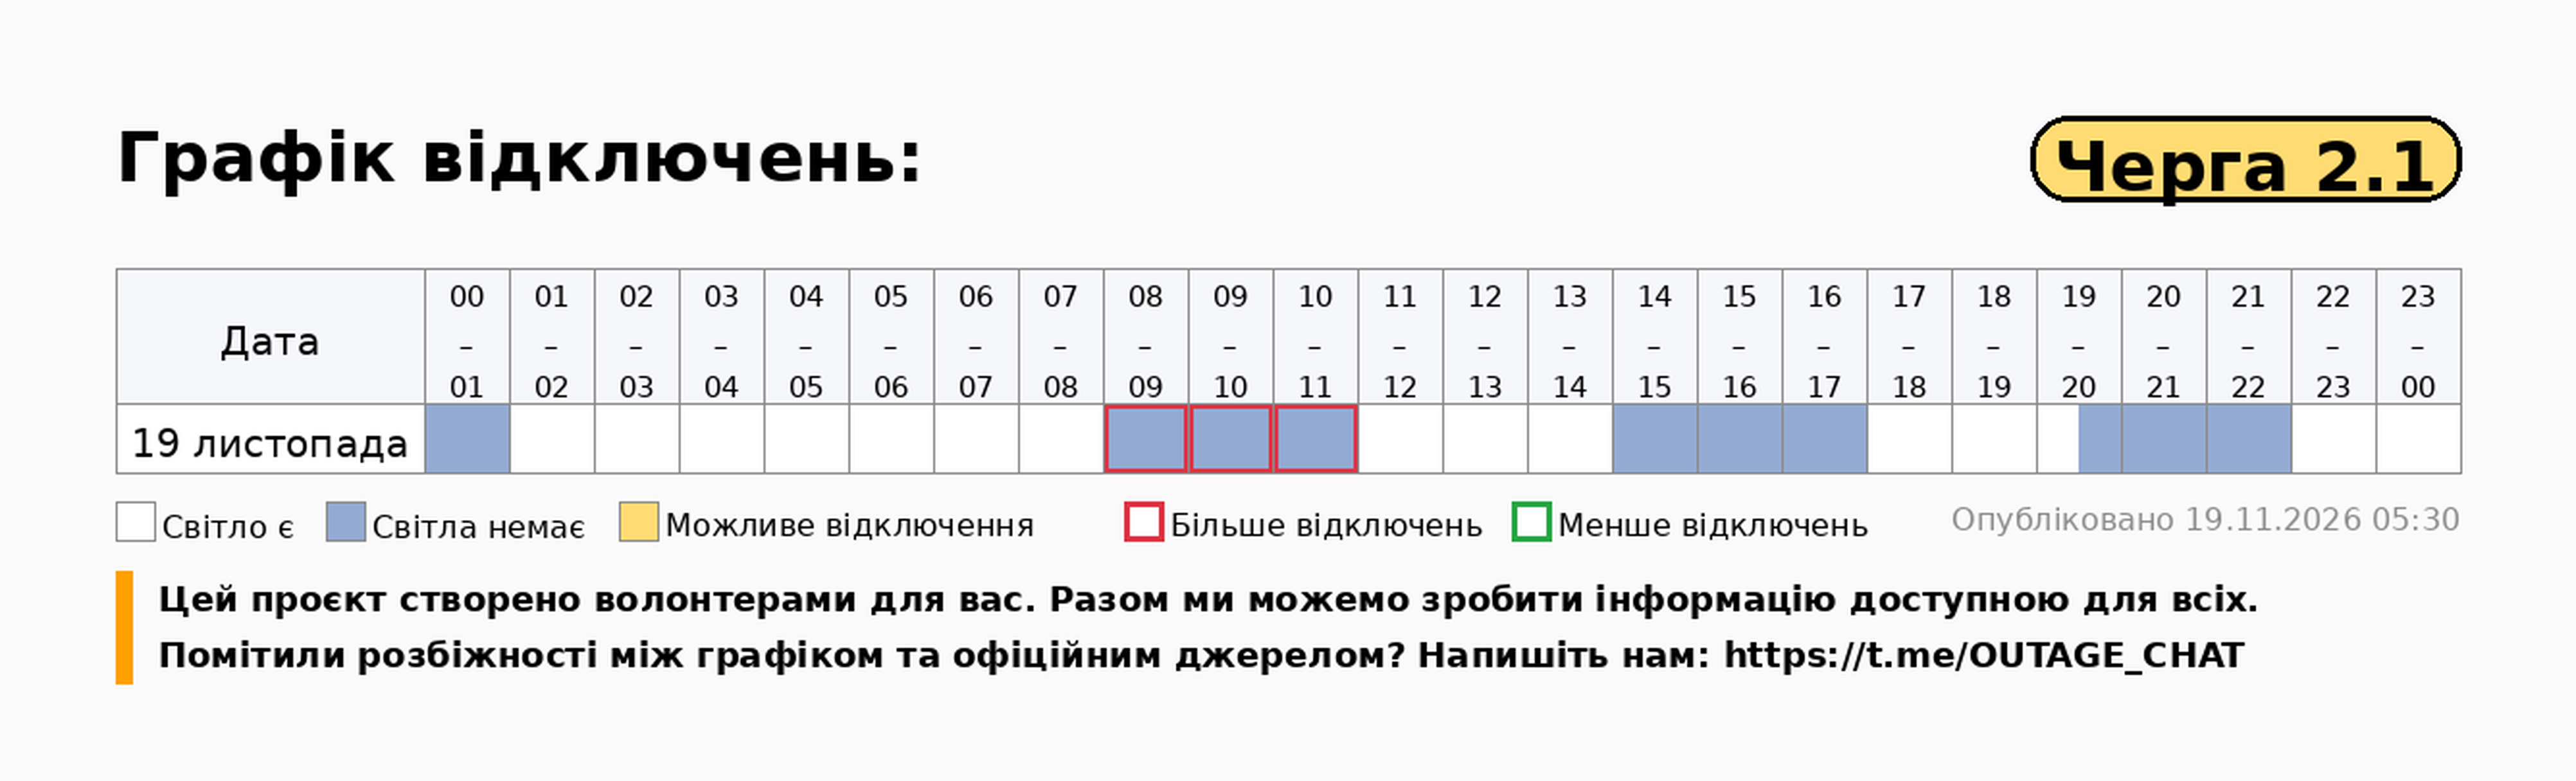 Графік відключень:
Черга 2.1
Дата
00 – 01
01 – 02
02 – 03
03 – 04
04 – 05
05 – 06
06 – 07
07 – 08
08 – 09
09 – 10
10 – 11
11 – 12
12 – 13
13 – 14
14 – 15
15 – 16
16 – 17
17 – 18
18 – 19
19 – 20
20 – 21
21 – 22
22 – 23
23 – 00
19 листопада
Світло є
Світла немає
Можливе відключення
Більше відключень
Менше відключень
Опубліковано 19.11.2026 05:30
Цей проєкт створено волонтерами для вас. Разом ми можемо зробити інформацію доступною для всіх.
Помітили розбіжності між графіком та офіційним джерелом? Напишіть нам: https://t.me/OUTAGE_CHAT